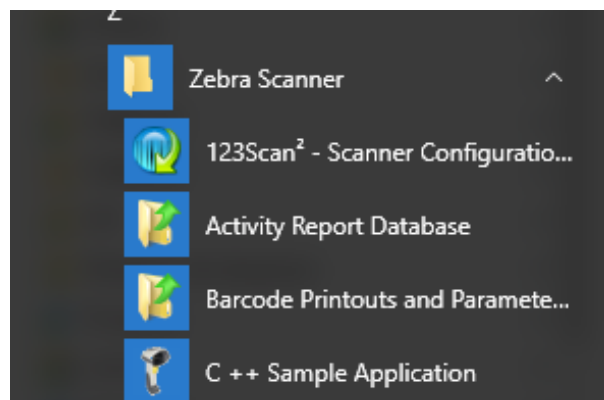 Z
Zebra Scanner
123Scan² - Scanner Configuratio...
Activity Report Database
Barcode Printouts and Paramete...
C ++ Sample Application